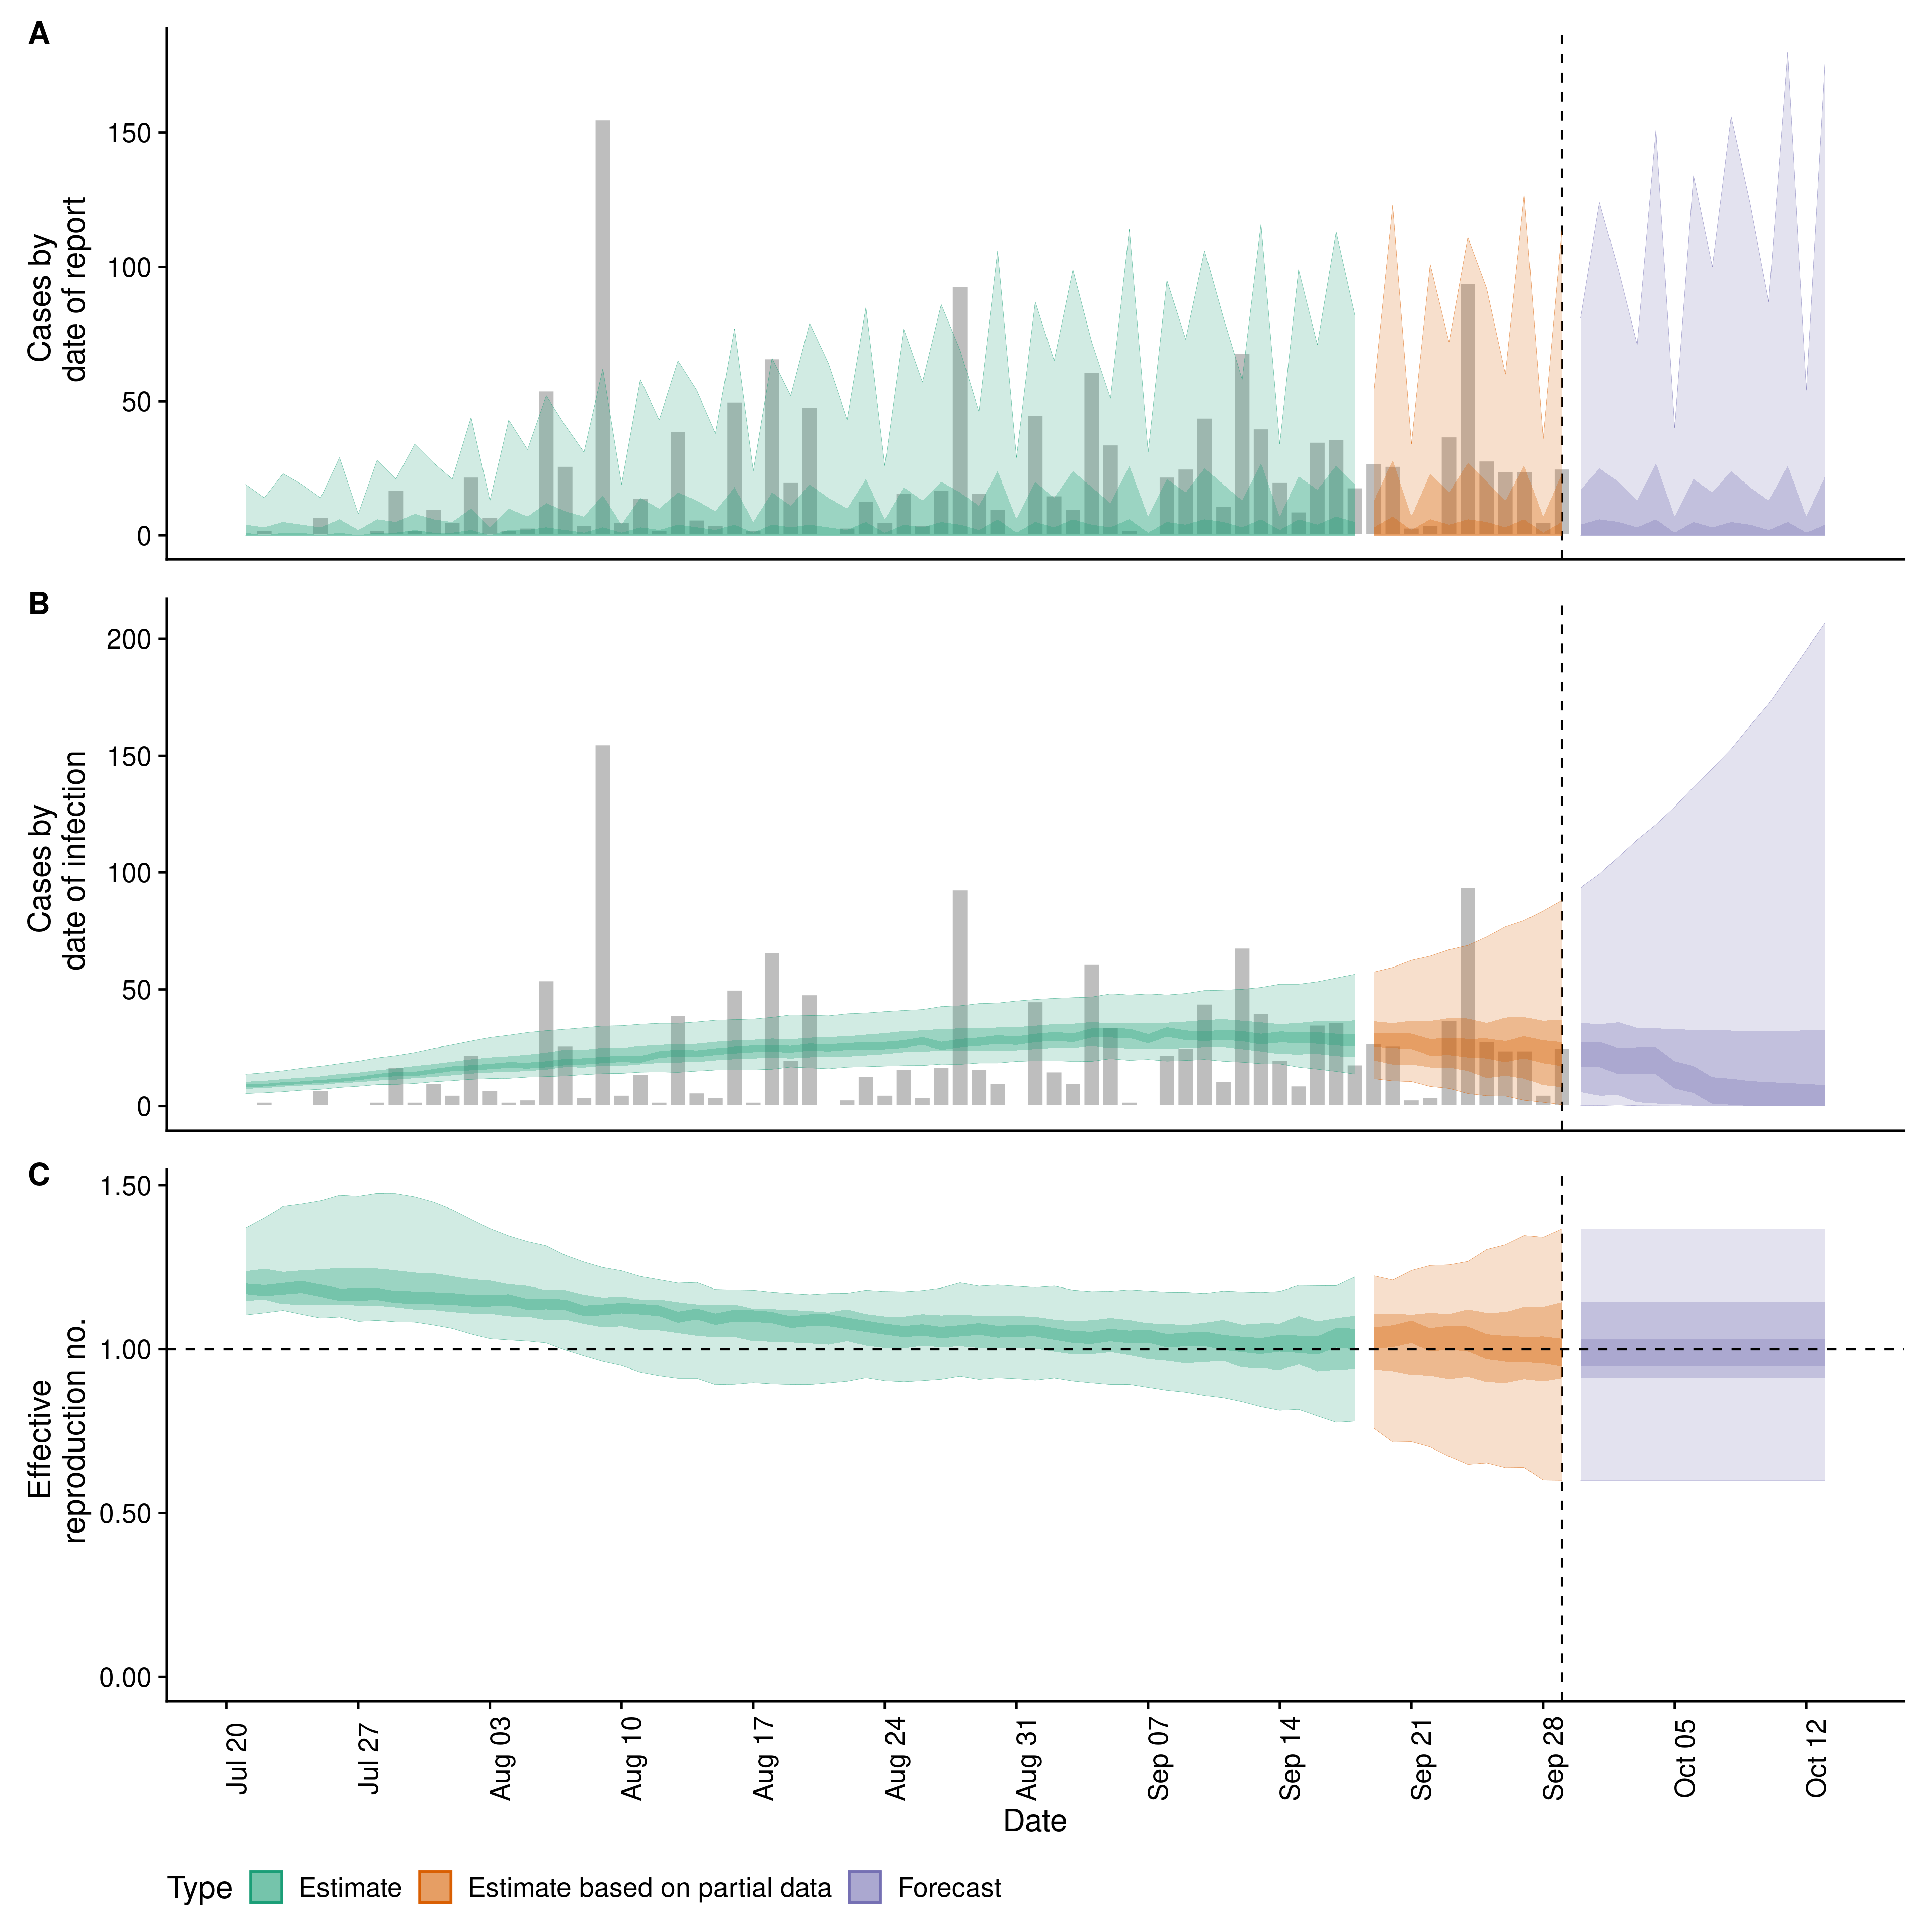 A
Cases by
date of report
150
100
50
0
B
Cases by
date of infection
200
150
100
50
0
C
Effective
reproduction no.
1.50
1.00
0.50
0.00
Jul 20
Jul 27
Aug 03
Aug 10
Aug 17
Aug 24
Aug 31
Sep 07
Sep 14
Sep 21
Sep 28
Oct 05
Oct 12
Date
Type Estimate Estimate based on partial data Forecast